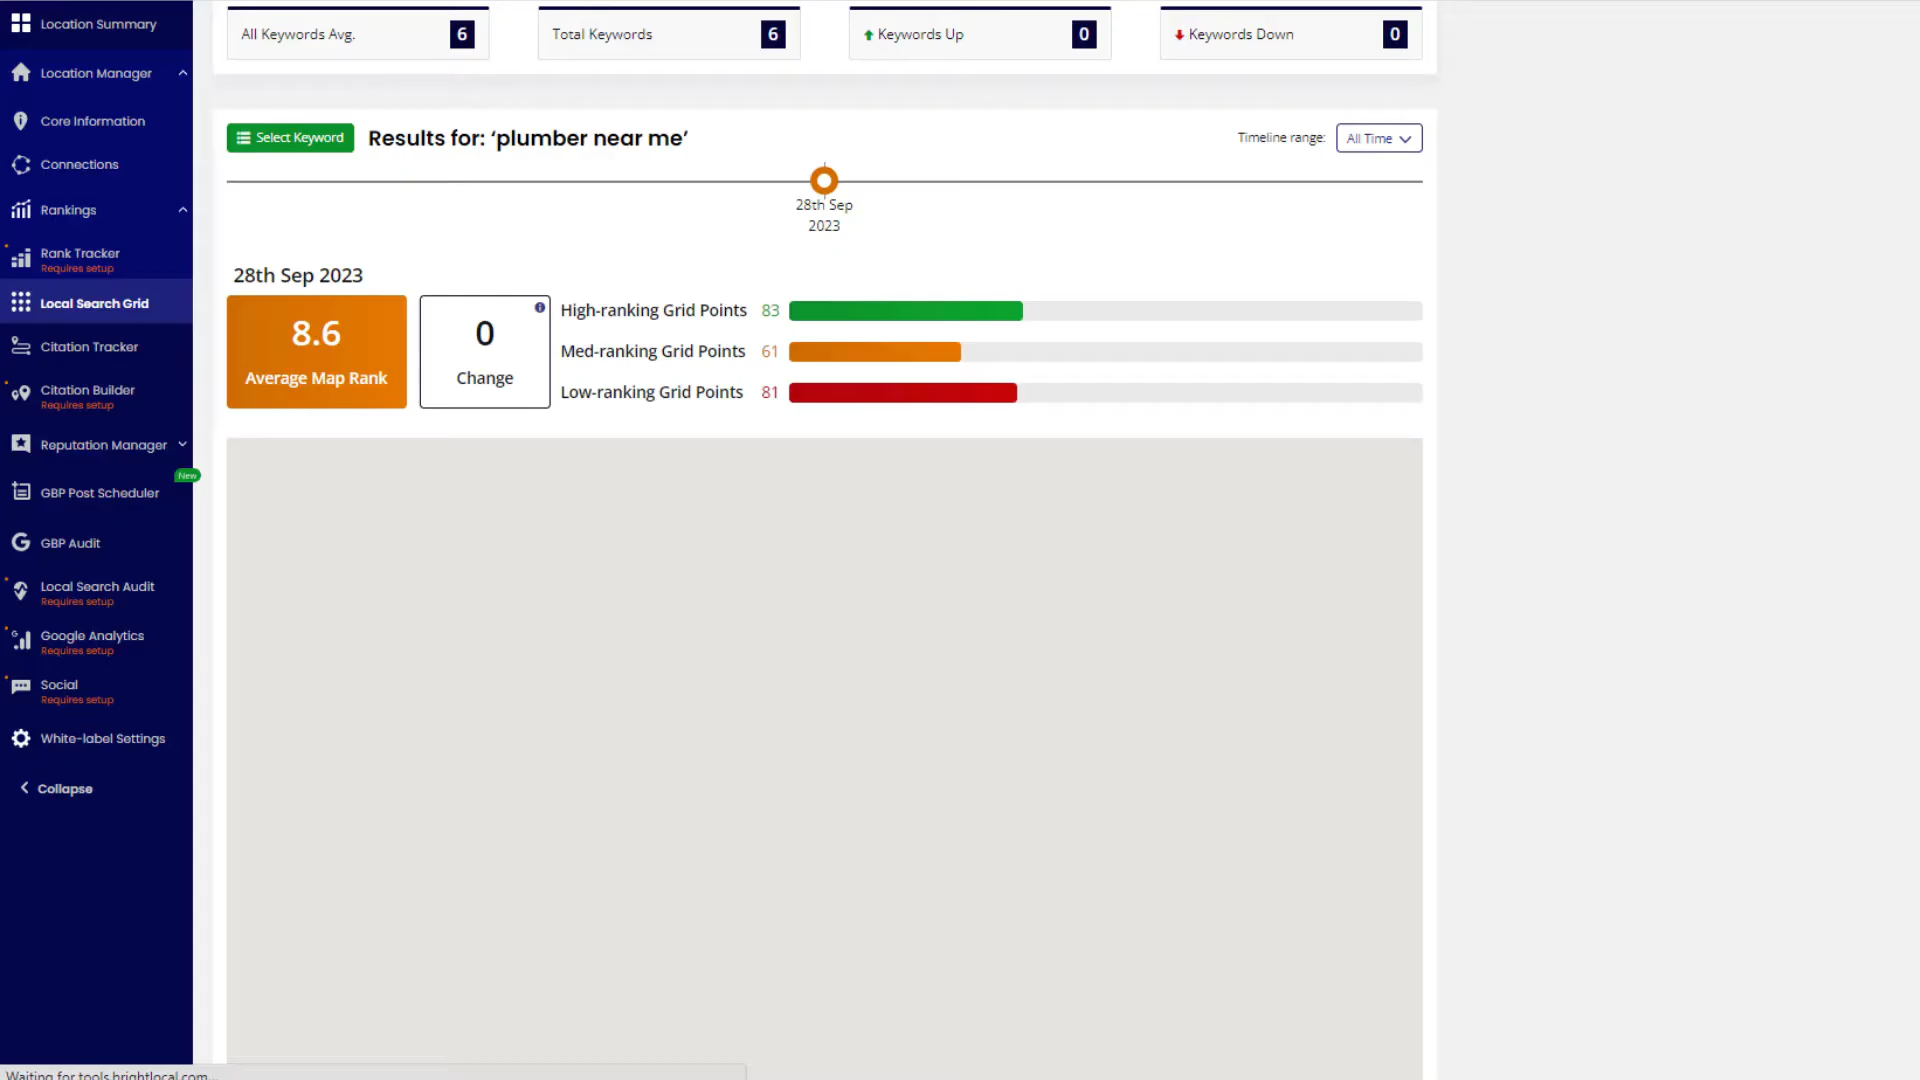 Location Summary
Location Manager
Core Information
Connections
Rankings
Rank Tracker
Requires setup
Local Search Grid
Citation Tracker
Citation Builder
Requires setup
Reputation Manager
New
GBP Post Scheduler
GBP Audit
Local Search Audit
Requires setup
Google Analytics
Requires setup
Social
Requires setup
White-label Settings
Collapse
All Keywords Avg. 6
Total Keywords 6
Keywords Up 0
Keywords Down 0
Select Keyword
Results for: ‘plumber near me’
Timeline range: All Time
28th Sep
2023
28th Sep 2023
8.6
Average Map Rank
0
Change
High-ranking Grid Points 83
Med-ranking Grid Points 61
Low-ranking Grid Points 81
Waiting for tools.brightlocal.com...